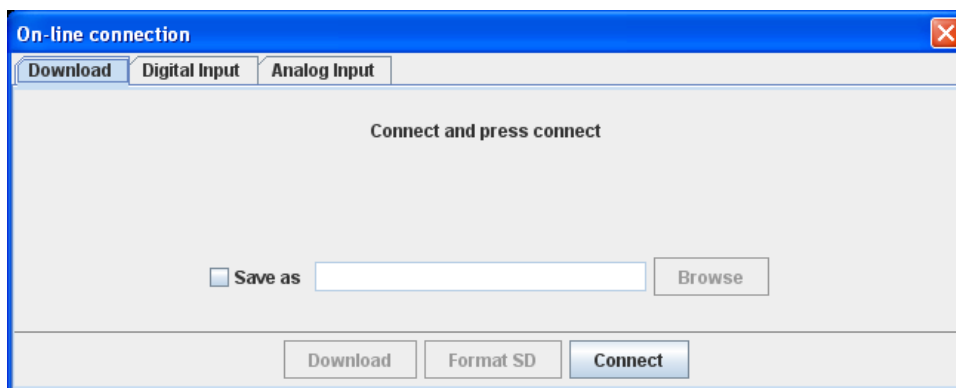 On-line connection
Download Digital Input Analog Input
Connect and press connect
Save as Browse
Download Format SD Connect